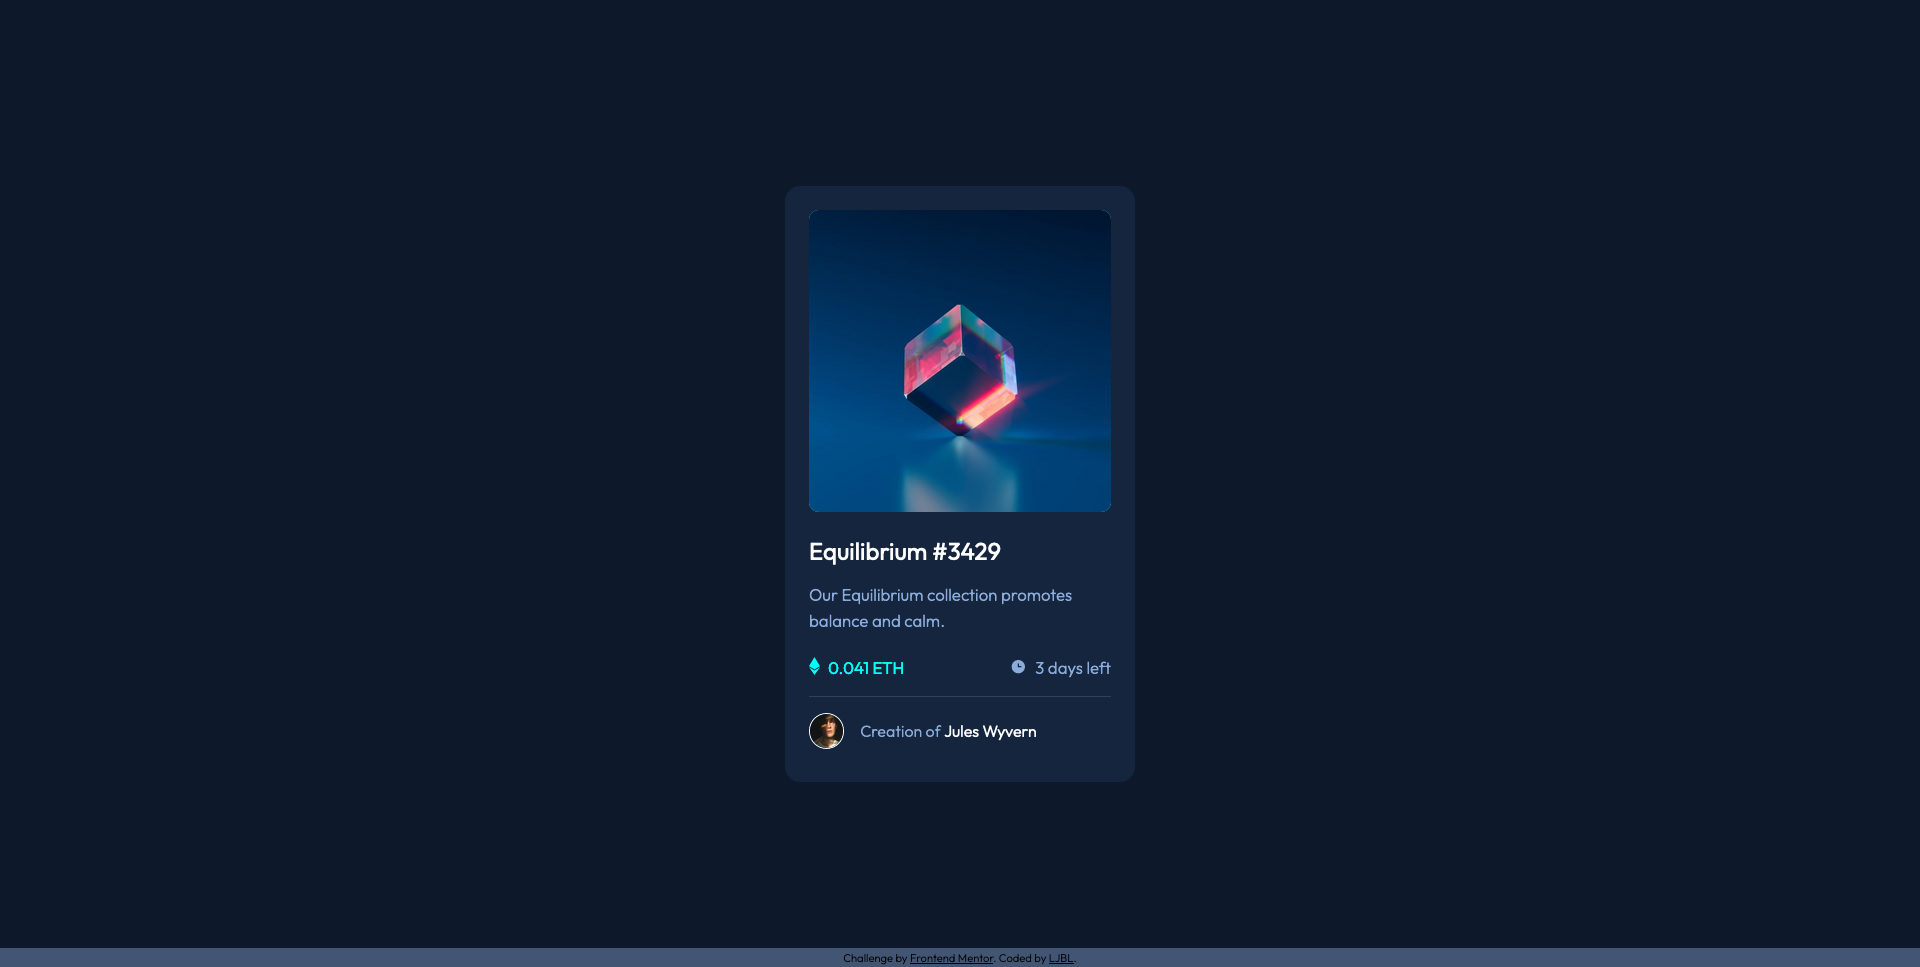 Equilibrium #3429
Our Equilibrium collection promotes
balance and calm.
0.041 ETH
3 days left
Creation of Jules Wyvern
Challenge by Frontend Mentor. Coded by LJBL.